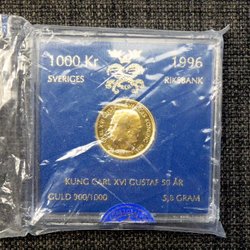 1000 Kr 1996
SVERIGES RIKSBANK
KUNG CARL XVI GUSTAF 50 ÅR
GULD 900/1000 5,8 GRAM